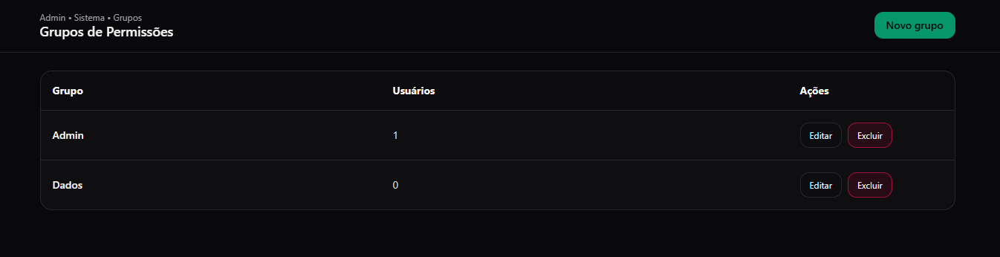 Admin • Sistema • Grupos
Grupos de Permissões
Novo grupo
Grupo Usuários Ações
Admin 1 Editar Excluir
Dados 0 Editar Excluir